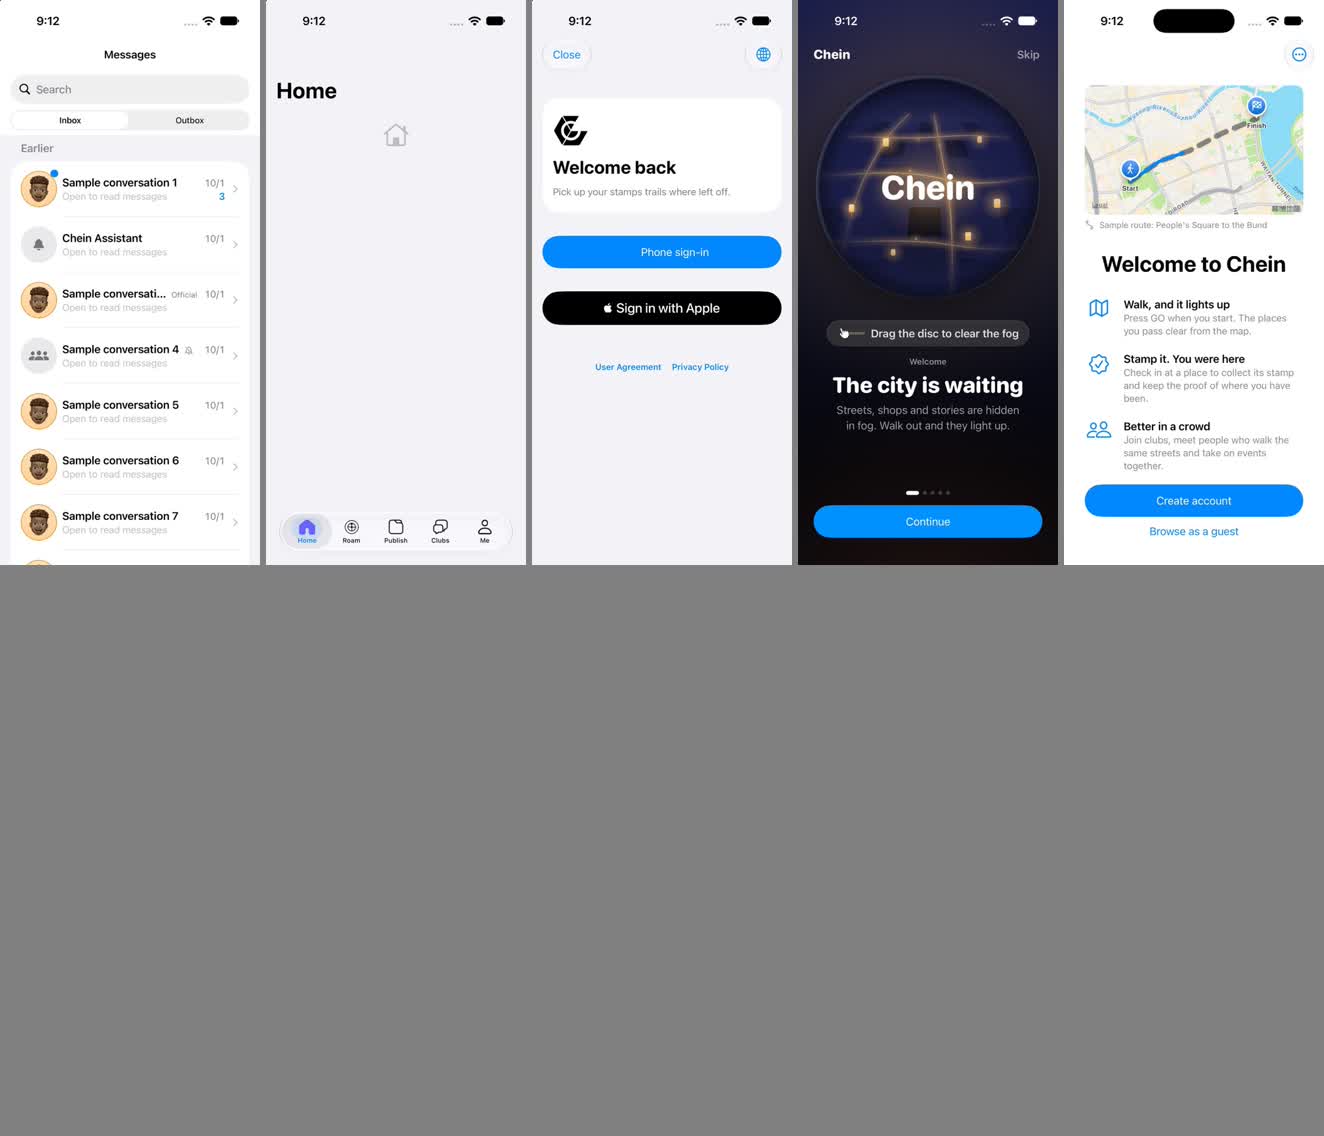 9:12
Messages
Search
Inbox
Outbox
Earlier
Sample conversation 1
10/1
Open to read messages
3
Chein Assistant
10/1
Open to read messages
Sample conversati...
Official
10/1
Open to read messages
Sample conversation 4
10/1
Open to read messages
Sample conversation 5
10/1
Open to read messages
Sample conversation 6
10/1
Open to read messages
Sample conversation 7
10/1
Open to read messages
9:12
Home
Home
Roam
Publish
Clubs
Me
9:12
Close
Welcome back
Pick up your stamps trails where left off.
Phone sign-in
Sign in with Apple
User Agreement
Privacy Policy
9:12
Chein
Skip
Chein
Drag the disc to clear the fog
Welcome
The city is waiting
Streets, shops and stories are hidden
in fog. Walk out and they light up.
Continue
9:12
Finish
Start
Legal
Sample route: People's Square to the Bund
Welcome to Chein
Walk, and it lights up
Press GO when you start. The places
you pass clear from the map.
Stamp it. You were here
Check in at a place to collect its stamp
and keep the proof of where you have
been.
Better in a crowd
Join clubs, meet people who walk the
same streets and take on events
together.
Create account
Browse as a guest